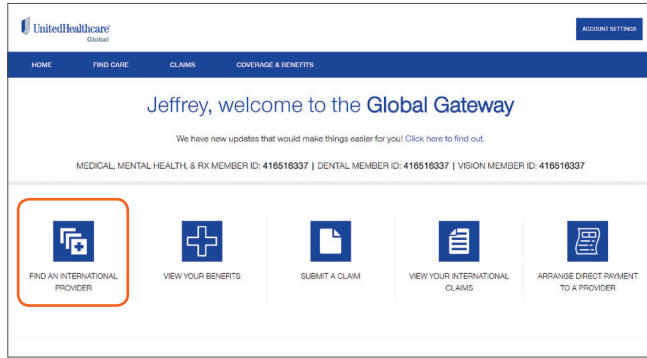 UnitedHealthcare®
Global
ACCOUNT SETTINGS
HOME FIND CARE CLAIMS COVERAGE & BENEFITS
Jeffrey, welcome to the Global Gateway
We have new updates that would make things easier for you! Click here to find out.
MEDICAL, MENTAL HEALTH, & RX MEMBER ID: 416516337 | DENTAL MEMBER ID: 416516337 | VISION MEMBER ID: 416516337
FIND AN INTERNATIONAL
PROVIDER
VIEW YOUR BENEFITS
SUBMIT A CLAIM
VIEW YOUR INTERNATIONAL
CLAIMS
ARRANGE DIRECT PAYMENT
TO A PROVIDER